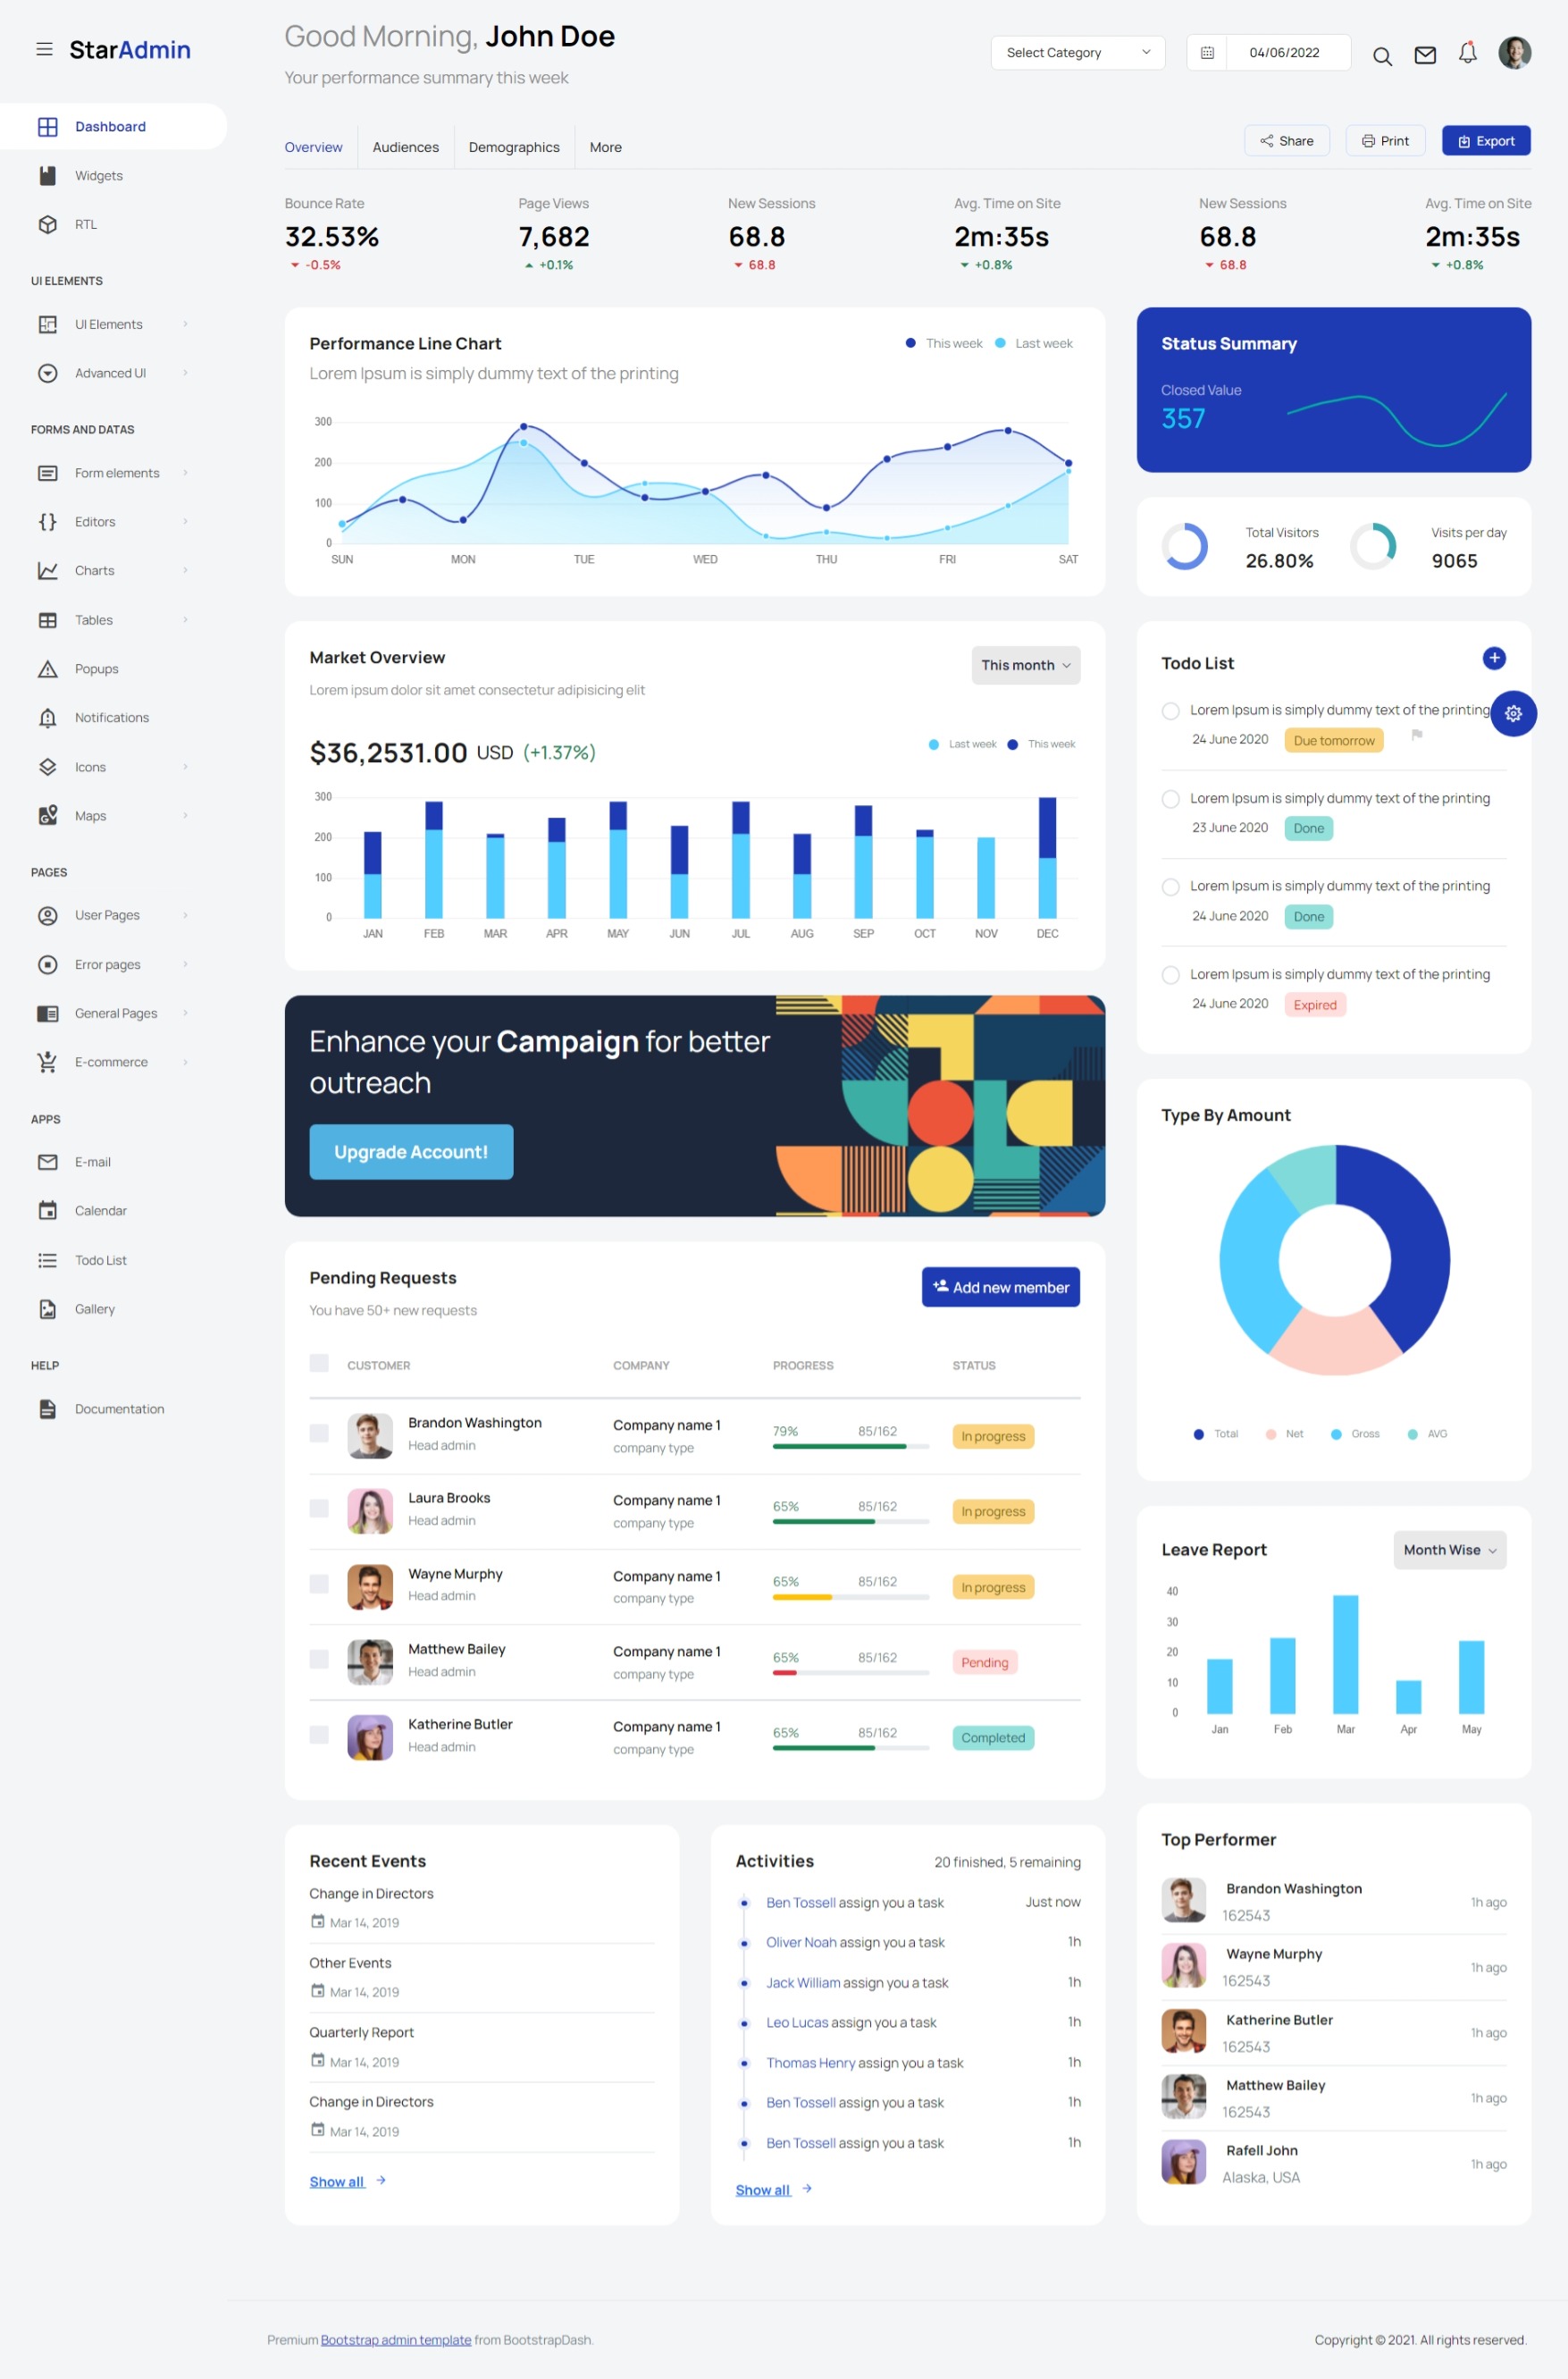 StarAdmin
Dashboard
Widgets
RTL
UI ELEMENTS
UI Elements
Advanced UI
FORMS AND DATAS
Form elements
Editors
Charts
Tables
Popups
Notifications
Icons
Maps
PAGES
User Pages
Error pages
General Pages
E-commerce
APPS
E-mail
Calendar
Todo List
Gallery
HELP
Documentation
Good Morning, John Doe
Your performance summary this week
Select Category
04/06/2022
Overview
Audiences
Demographics
More
Share
Print
Export
Bounce Rate
32.53%
-0.5%
Page Views
7,682
+0.1%
New Sessions
68.8
68.8
Avg. Time on Site
2m:35s
+0.8%
New Sessions
68.8
68.8
Avg. Time on Site
2m:35s
+0.8%
Performance Line Chart
Lorem Ipsum is simply dummy text of the printing
This week
Last week
300
200
100
0
SUN
MON
TUE
WED
THU
FRI
SAT
Status Summary
Closed Value
357
Total Visitors
26.80%
Visits per day
9065
Market Overview
Lorem ipsum dolor sit amet consectetur adipisicing elit
This month
$36,2531.00 USD (+1.37%)
Last week
This week
300
200
100
0
JAN
FEB
MAR
APR
MAY
JUN
JUL
AUG
SEP
OCT
NOV
DEC
Todo List
Lorem Ipsum is simply dummy text of the printing
24 June 2020
Due tomorrow
Lorem Ipsum is simply dummy text of the printing
23 June 2020
Done
Lorem Ipsum is simply dummy text of the printing
24 June 2020
Done
Lorem Ipsum is simply dummy text of the printing
24 June 2020
Expired
Enhance your Campaign for better
outreach
Upgrade Account!
Type By Amount
Total
Net
Gross
AVG
Pending Requests
You have 50+ new requests
Add new member
CUSTOMER
COMPANY
PROGRESS
STATUS
Brandon Washington
Head admin
Company name 1
company type
79%
85/162
In progress
Laura Brooks
Head admin
Company name 1
company type
65%
85/162
In progress
Wayne Murphy
Head admin
Company name 1
company type
65%
85/162
In progress
Matthew Bailey
Head admin
Company name 1
company type
65%
85/162
Pending
Katherine Butler
Head admin
Company name 1
company type
65%
85/162
Completed
Leave Report
Month Wise
40
30
20
10
0
Jan
Feb
Mar
Apr
May
Recent Events
Change in Directors
Mar 14, 2019
Other Events
Mar 14, 2019
Quarterly Report
Mar 14, 2019
Change in Directors
Mar 14, 2019
Show all
Activities
20 finished, 5 remaining
Ben Tossell assign you a task
Just now
Oliver Noah assign you a task
1h
Jack William assign you a task
1h
Leo Lucas assign you a task
1h
Thomas Henry assign you a task
1h
Ben Tossell assign you a task
1h
Ben Tossell assign you a task
1h
Show all
Top Performer
Brandon Washington
162543
1h ago
Wayne Murphy
162543
1h ago
Katherine Butler
162543
1h ago
Matthew Bailey
162543
1h ago
Rafell John
Alaska, USA
1h ago
Premium Bootstrap admin template from BootstrapDash.
Copyright © 2021. All rights reserved.